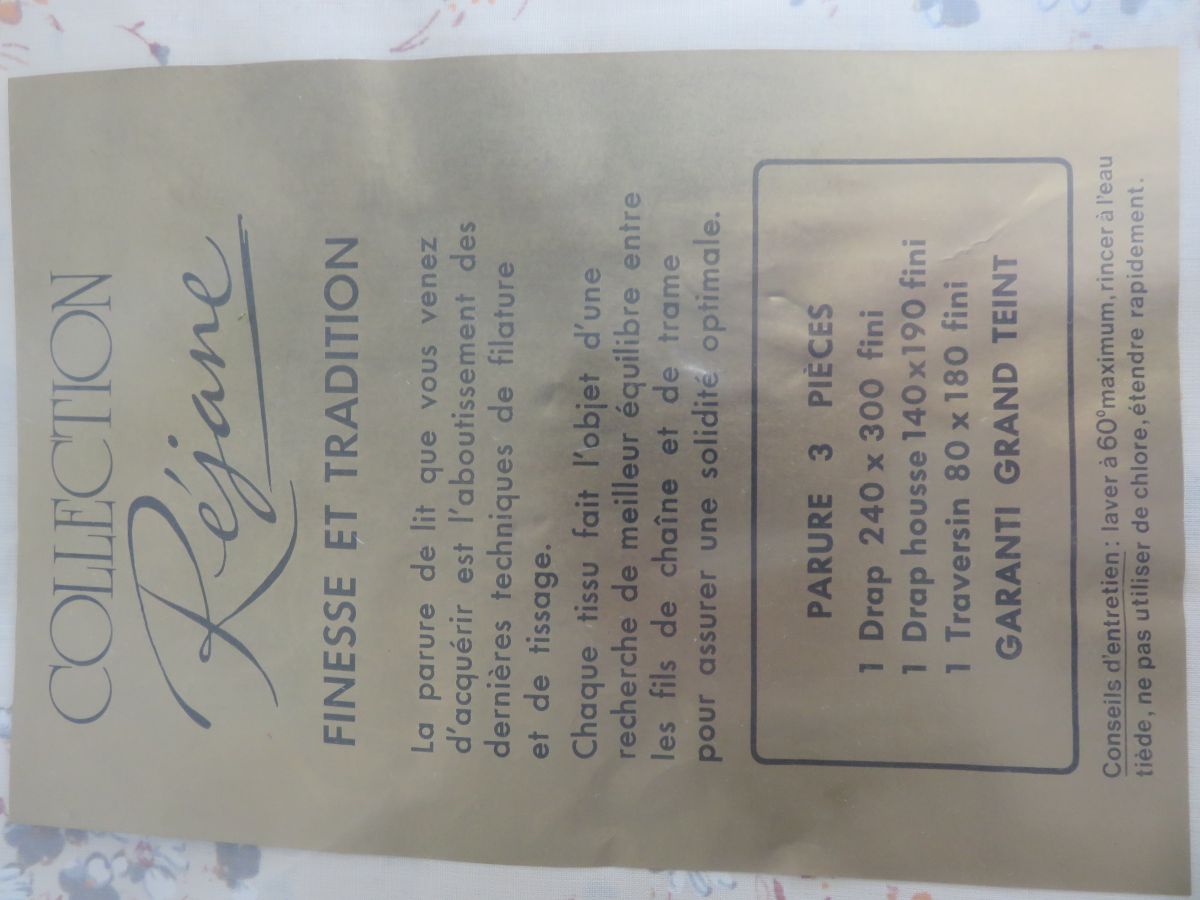 COLLECTION
Réjane
FINESSE ET TRADITION
La parure de lit que vous venez
d'acquérir est l'aboutissement des
dernières techniques de filature
et de tissage.
Chaque tissu fait l'objet d'une
recherche de meilleur équilibre entre
les fils de chaîne et de trame
pour assurer une solidité optimale.
PARURE 3 PIÈCES
1 Drap 240 x 300 fini
1 Drap housse 140 x 190 fini
1 Traversin 80 x 180 fini
GARANTI GRAND TEINT
Conseils d'entretien : laver à 60° maximum, rincer à l'eau
tiède, ne pas utiliser de chlore, étendre rapidement.